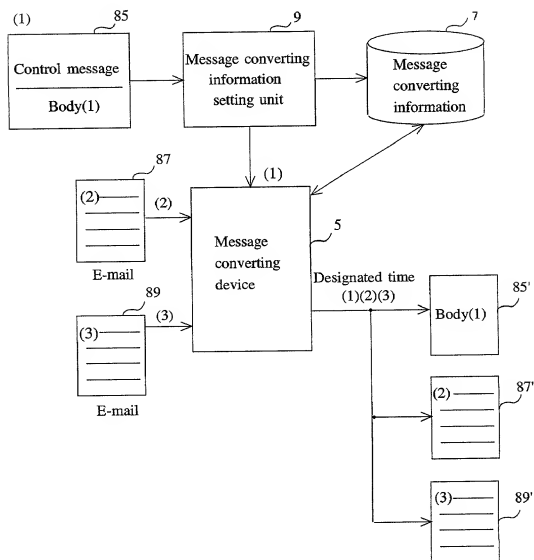 (1)
85
9
7
Control message
Body(1)
Message converting
information
setting unit
Message
converting
information
87
(1)
(2)
(2)
E-mail
5
Message
converting
device
Designated time
(1)(2)(3)
89
(3)
(3)
E-mail
85'
Body(1)
87'
(2)
(3)
89'